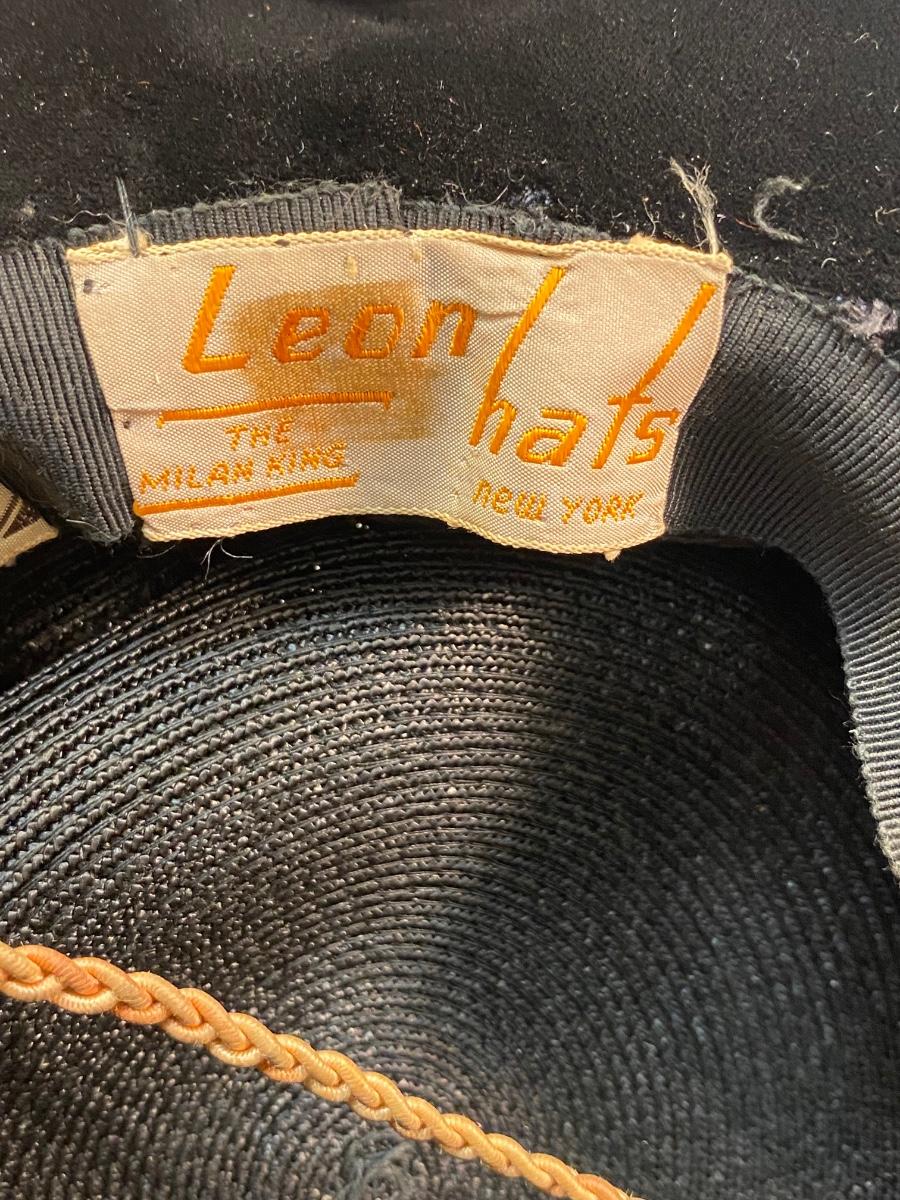 Leon hats
THE
MILAN KING
new YORK